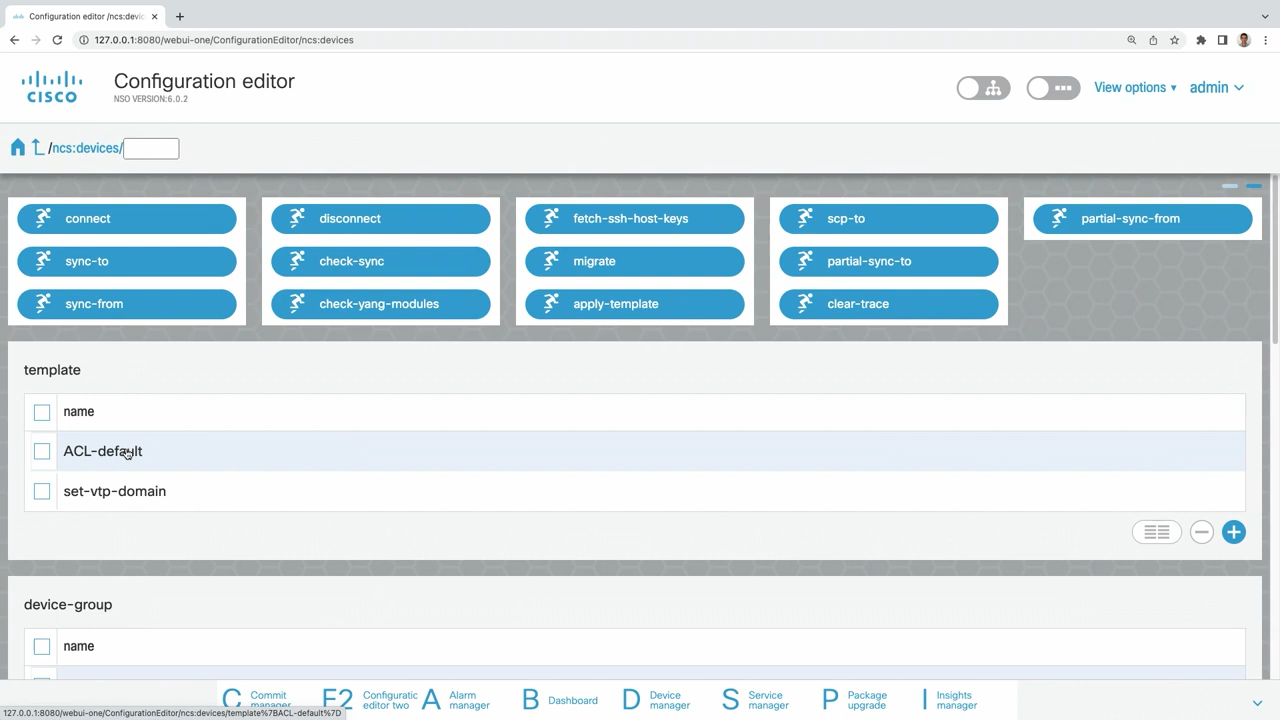 Configuration editor /ncs:devic
127.0.0.1:8080/webui-one/ConfigurationEditor/ncs:devices
CISCO
Configuration editor
NSO VERSION:6.0.2
View options
admin
/ncs:devices/
connect
disconnect
fetch-ssh-host-keys
scp-to
partial-sync-from
sync-to
check-sync
migrate
partial-sync-to
sync-from
check-yang-modules
apply-template
clear-trace
template
name
ACL-default
set-vtp-domain
device-group
name
C Commit manager
E2 Configuratic editor two
A Alarm manager
B Dashboard
D Device manager
S Service manager
P Package upgrade
I Insights manager
127.0.0.1:8080/webui-one/ConfigurationEditor/ncs:devices/template%7BACL-default%7D